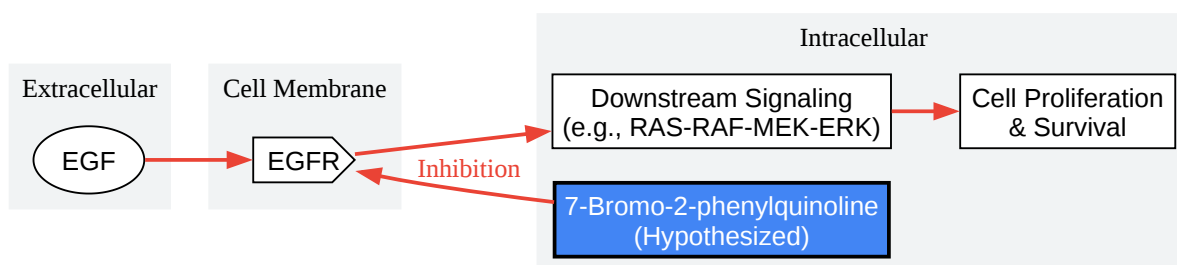 Intracellular
Extracellular
Cell Membrane
EGF
EGFR
Downstream Signaling
(e.g., RAS-RAF-MEK-ERK)
Cell Proliferation
& Survival
Inhibition
7-Bromo-2-phenylquinoline
(Hypothesized)